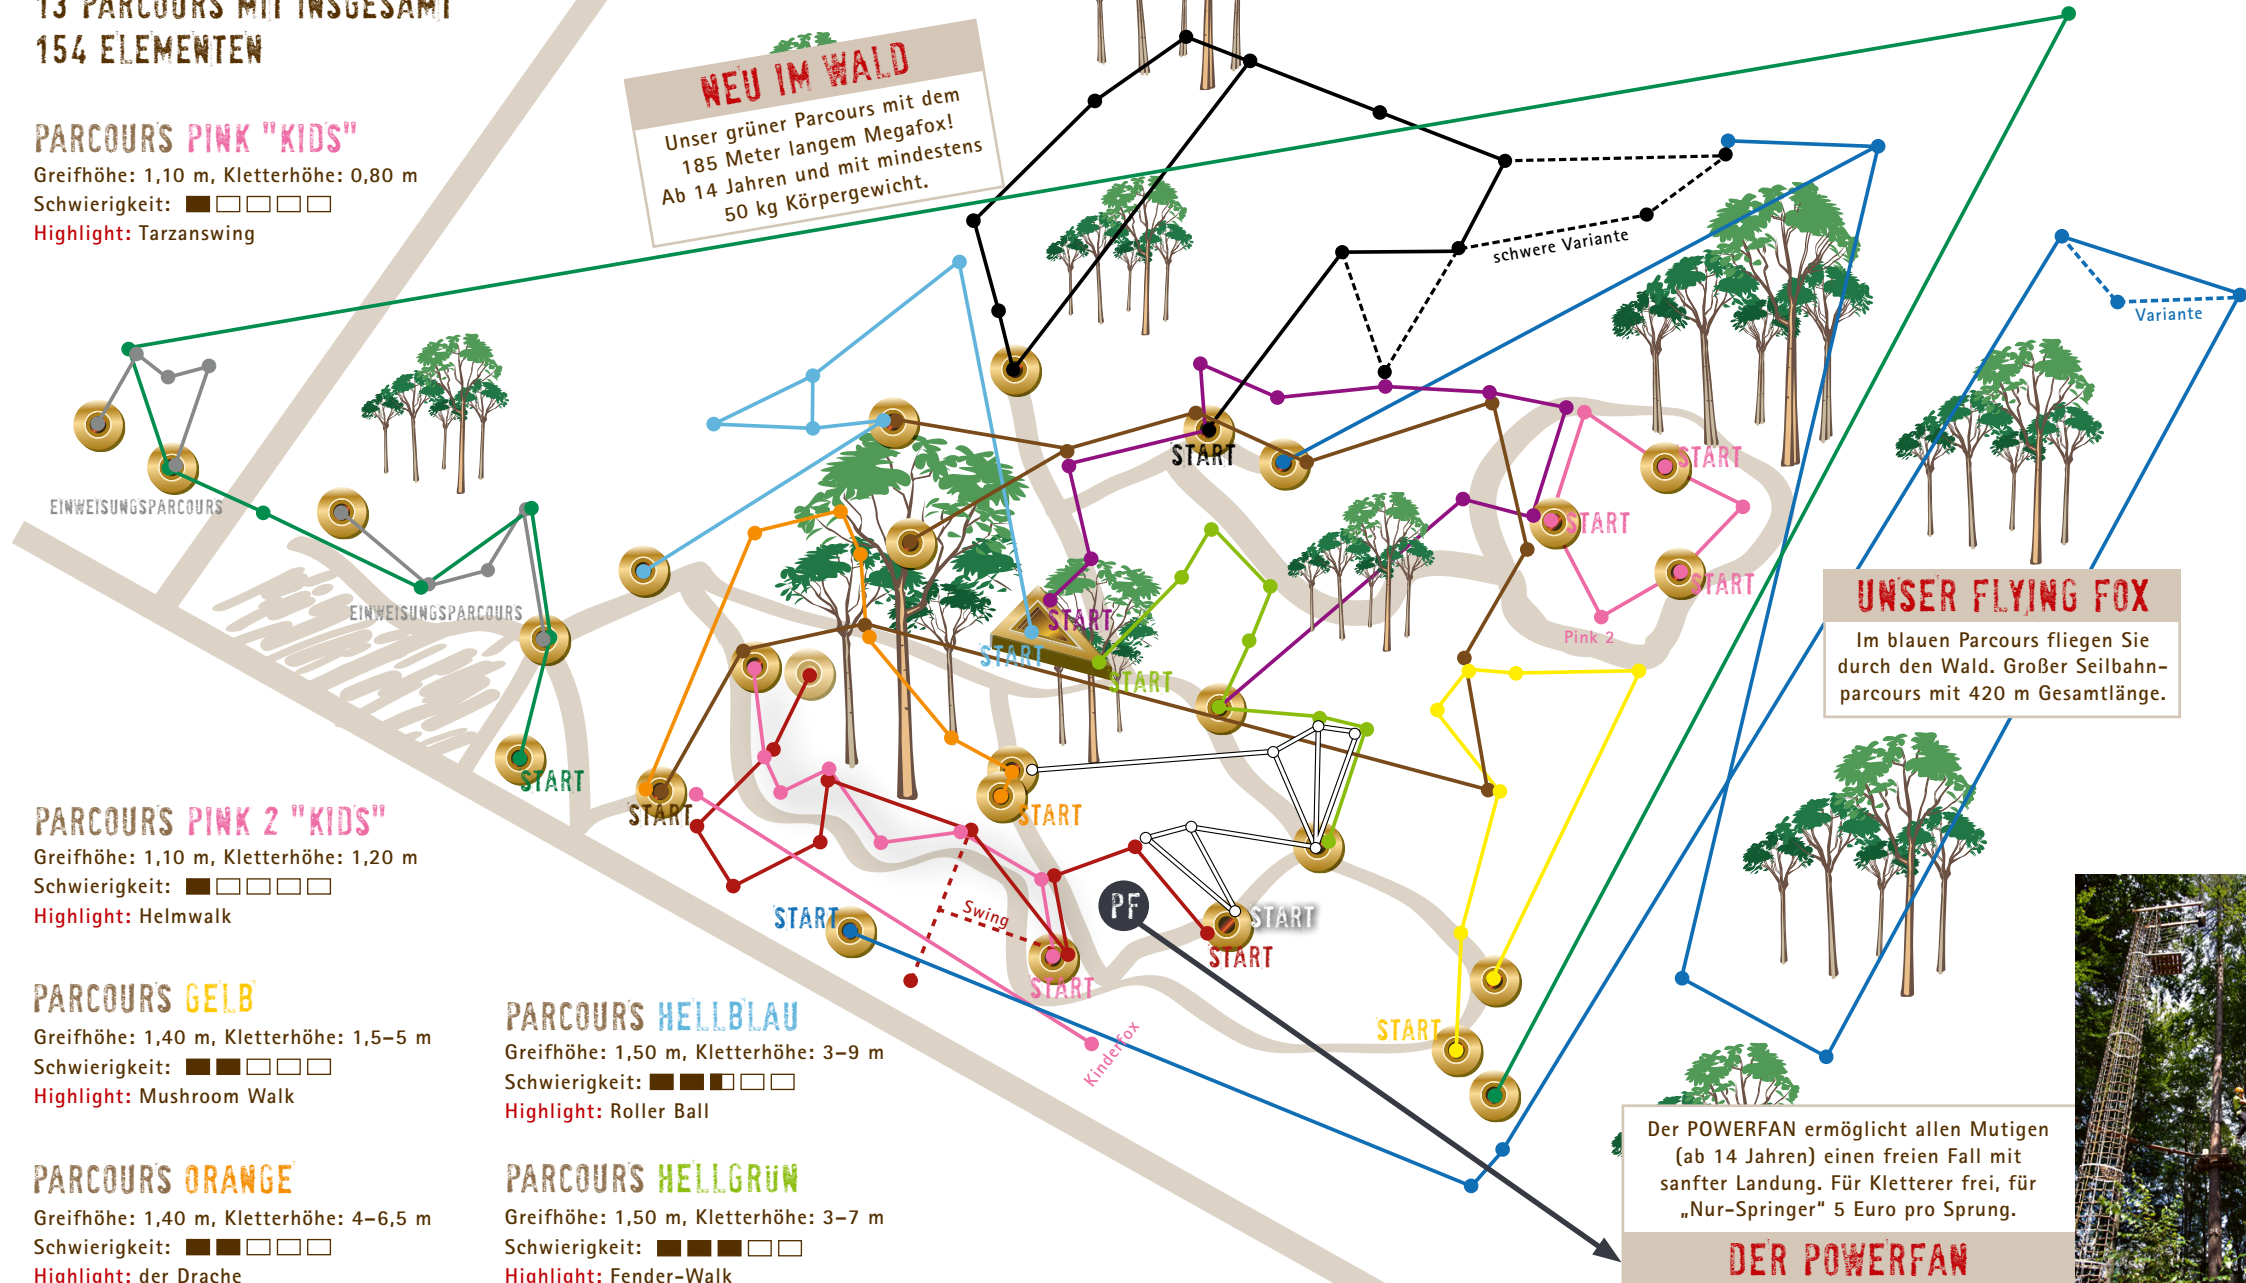 13 PARCOURS MIT INSGESAMT
154 ELEMENTEN
PARCOURS PINK "KIDS"
Greifhöhe: 1,10 m, Kletterhöhe: 0,80 m
Schwierigkeit:
Highlight: Tarzanswing
NEU IM WALD
Unser grüner Parcours mit dem
185 Meter langem Megafox!
Ab 14 Jahren und mit mindestens
50 kg Körpergewicht.
schwere Variante
Variante
START
START
START
START
Pink 2
EINWEISUNGSPARCOURS
EINWEISUNGSPARCOURS
START
START
START
UNSER FLYING FOX
Im blauen Parcours fliegen Sie
durch den Wald. Großer Seilbahn-
parcours mit 420 m Gesamtlänge.
START
START
START
START
Swing
PF
START
START
START
START
Kinderfox
PARCOURS PINK 2 "KIDS"
Greifhöhe: 1,10 m, Kletterhöhe: 1,20 m
Schwierigkeit:
Highlight: Helmwalk
PARCOURS GELB
Greifhöhe: 1,40 m, Kletterhöhe: 1,5–5 m
Schwierigkeit:
Highlight: Mushroom Walk
PARCOURS ORANGE
Greifhöhe: 1,40 m, Kletterhöhe: 4–6,5 m
Schwierigkeit:
Highlight: der Drache
PARCOURS HELLBLAU
Greifhöhe: 1,50 m, Kletterhöhe: 3–9 m
Schwierigkeit:
Highlight: Roller Ball
PARCOURS HELLGRÜN
Greifhöhe: 1,50 m, Kletterhöhe: 3–7 m
Schwierigkeit:
Highlight: Fender-Walk
START
Der POWERFAN ermöglicht allen Mutigen
(ab 14 Jahren) einen freien Fall mit
sanfter Landung. Für Kletterer frei, für
„Nur-Springer“ 5 Euro pro Sprung.
DER POWERFAN